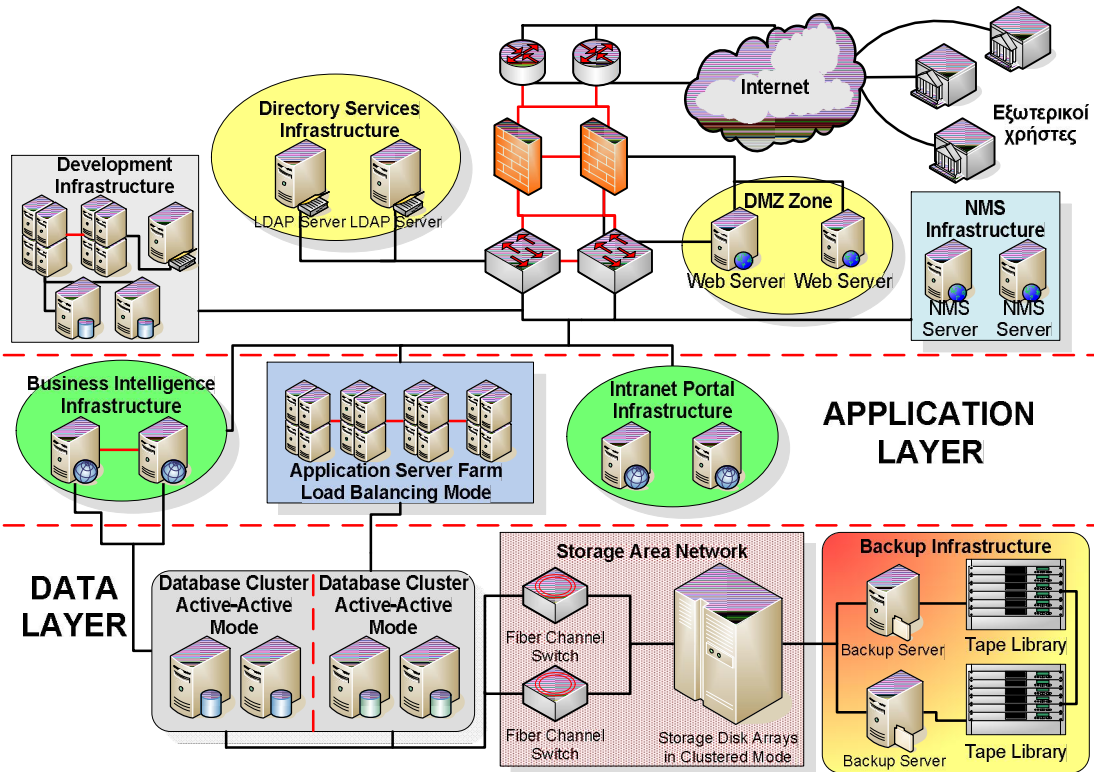 Internet
Εξωτερικοί
χρήστες
Directory Services
Infrastructure
LDAP Server
LDAP Server
Development
Infrastructure
DMZ Zone
Web Server
Web Server
NMS
Infrastructure
NMS
Server
NMS
Server
Business Intelligence
Infrastructure
Application Server Farm
Load Balancing Mode
Intranet Portal
Infrastructure
APPLICATION
LAYER
DATA
LAYER
Database Cluster
Active-Active
Mode
Database Cluster
Active-Active
Mode
Storage Area Network
Fiber Channel
Switch
Fiber Channel
Switch
Storage Disk Arrays
in Clustered Mode
Backup Infrastructure
Backup Server
Tape Library
Backup Server
Tape Library